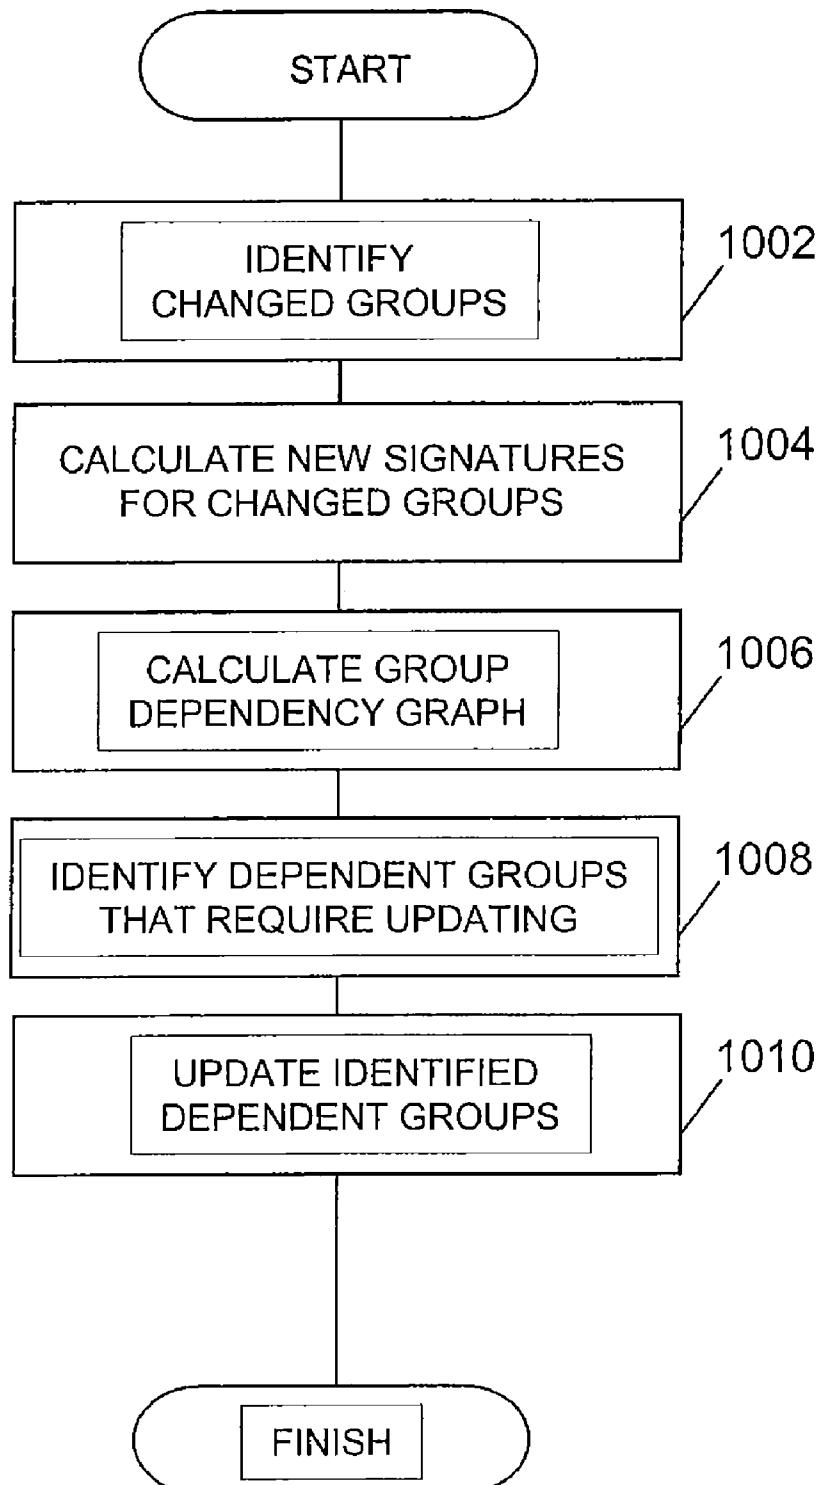 START
IDENTIFY
CHANGED GROUPS
1002
CALCULATE NEW SIGNATURES
FOR CHANGED GROUPS
1004
CALCULATE GROUP
DEPENDENCY GRAPH
1006
IDENTIFY DEPENDENT GROUPS
THAT REQUIRE UPDATING
1008
UPDATE IDENTIFIED
DEPENDENT GROUPS
1010
FINISH